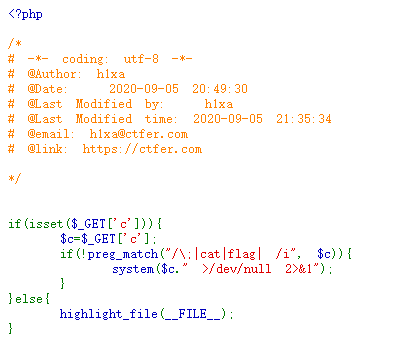 <?php
/*
# -*- coding: utf-8 -*-
# @Author: h1xa
# @Date:   2020-09-05 20:49:30
# @Last Modified by:   h1xa
# @Last Modified time: 2020-09-05 21:35:34
# @email: h1xa@ctfer.com
# @link: https://ctfer.com
*/
if(isset($_GET['c'])){
    $c=$_GET['c'];
    if(!preg_match("/\;|cat|flag| /i", $c)){
        system($c." >/dev/null 2>&1");
    }
}else{
    highlight_file(__FILE__);
}